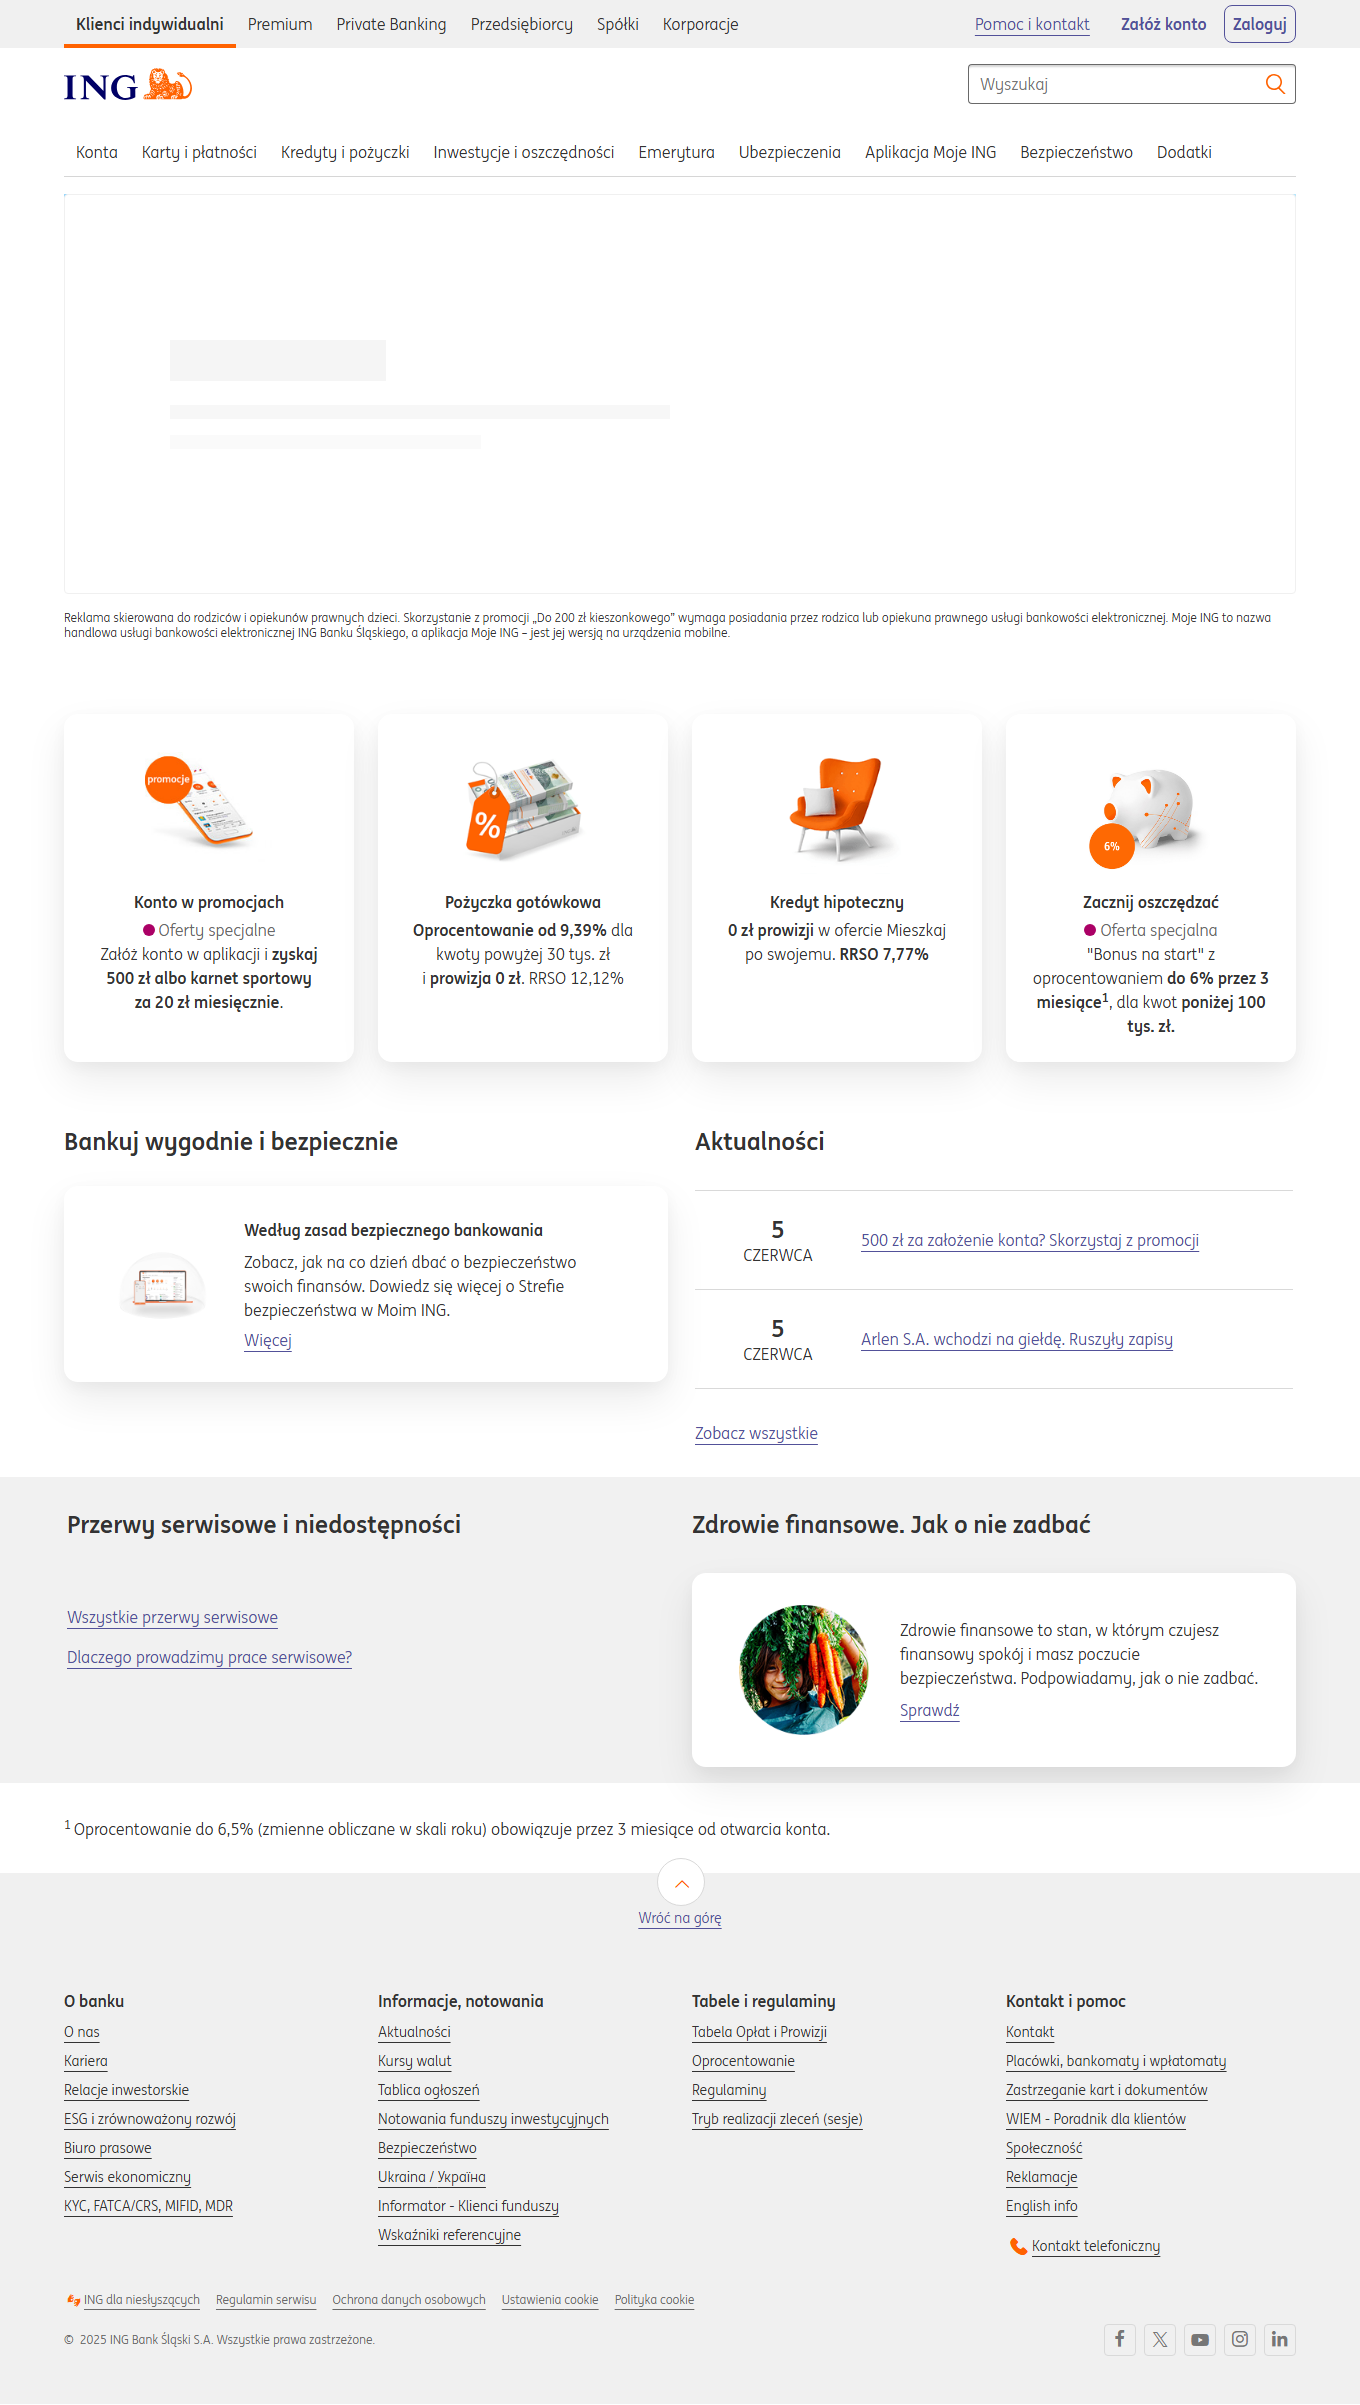 Klienci indywidualni Premium Private Banking Przedsiębiorcy Spółki Korporacje Pomoc i kontakt Załóż konto Zaloguj
ING Wyszukaj
Konta Karty i płatności Kredyty i pożyczki Inwestycje i oszczędności Emerytura Ubezpieczenia Aplikacja Moje ING Bezpieczeństwo Dodatki
Reklama skierowana do rodziców i opiekunów prawnych dzieci. Skorzystanie z promocji „Do 200 zł kieszonkowego” wymaga posiadania przez rodzica lub opiekuna prawnego usługi bankowości elektronicznej. Moje ING to nazwa
handlowa usługi bankowości elektronicznej ING Banku Śląskiego, a aplikacja Moje ING – jest jej wersją na urządzenia mobilne.
promocje
Konto w promocjach
Oferty specjalne
Załóż konto w aplikacji i zyskaj
500 zł albo karnet sportowy
za 20 zł miesięcznie.
%
Pożyczka gotówkowa
Oprocentowanie od 9,39% dla
kwoty powyżej 30 tys. zł
i prowizja 0 zł. RRSO 12,12%
Kredyt hipoteczny
0 zł prowizji w ofercie Mieszkaj
po swojemu. RRSO 7,77%
6%
Zacznij oszczędzać
Oferta specjalna
"Bonus na start" z
oprocentowaniem do 6% przez 3
miesiące1, dla kwot poniżej 100
tys. zł.
Bankuj wygodnie i bezpiecznie
Według zasad bezpiecznego bankowania
Zobacz, jak na co dzień dbać o bezpieczeństwo
swoich finansów. Dowiedz się więcej o Strefie
bezpieczeństwa w Moim ING.
Więcej
Aktualności
5
CZERWCA
500 zł za założenie konta? Skorzystaj z promocji
5
CZERWCA
Arlen S.A. wchodzi na giełdę. Ruszyły zapisy
Zobacz wszystkie
Przerwy serwisowe i niedostępności
Wszystkie przerwy serwisowe
Dlaczego prowadzimy prace serwisowe?
Zdrowie finansowe. Jak o nie zadbać
Zdrowie finansowe to stan, w którym czujesz
finansowy spokój i masz poczucie
bezpieczeństwa. Podpowiadamy, jak o nie zadbać.
Sprawdź
1 Oprocentowanie do 6,5% (zmienne obliczane w skali roku) obowiązuje przez 3 miesiące od otwarcia konta.
Wróć na górę
O banku
O nas
Kariera
Relacje inwestorskie
ESG i zrównoważony rozwój
Biuro prasowe
Serwis ekonomiczny
KYC, FATCA/CRS, MIFID, MDR
Informacje, notowania
Aktualności
Kursy walut
Tablica ogłoszeń
Notowania funduszy inwestycyjnych
Bezpieczeństwo
Ukraina / Україна
Informator - Klienci funduszy
Wskaźniki referencyjne
Tabele i regulaminy
Tabela Opłat i Prowizji
Oprocentowanie
Regulaminy
Tryb realizacji zleceń (sesje)
Kontakt i pomoc
Kontakt
Placówki, bankomaty i wpłatomaty
Zastrzeganie kart i dokumentów
WIEM - Poradnik dla klientów
Społeczność
Reklamacje
English info
Kontakt telefoniczny
ING dla niesłyszących Regulamin serwisu Ochrona danych osobowych Ustawienia cookie Polityka cookie
© 2025 ING Bank Śląski S.A. Wszystkie prawa zastrzeżone.